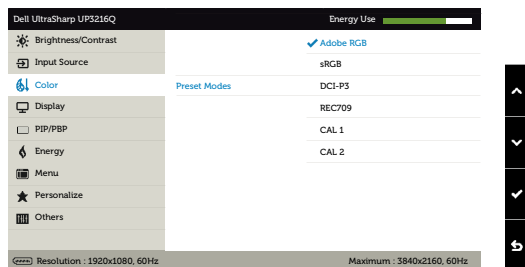 Dell UltraSharp UP3216Q Energy Use
Brightness/Contrast
Input Source
Color
Display
PIP/PBP
Energy
Menu
Personalize
Others
Preset Modes
Adobe RGB
sRGB
DCI-P3
REC709
CAL 1
CAL 2
Resolution : 1920x1080, 60Hz Maximum : 3840x2160, 60Hz